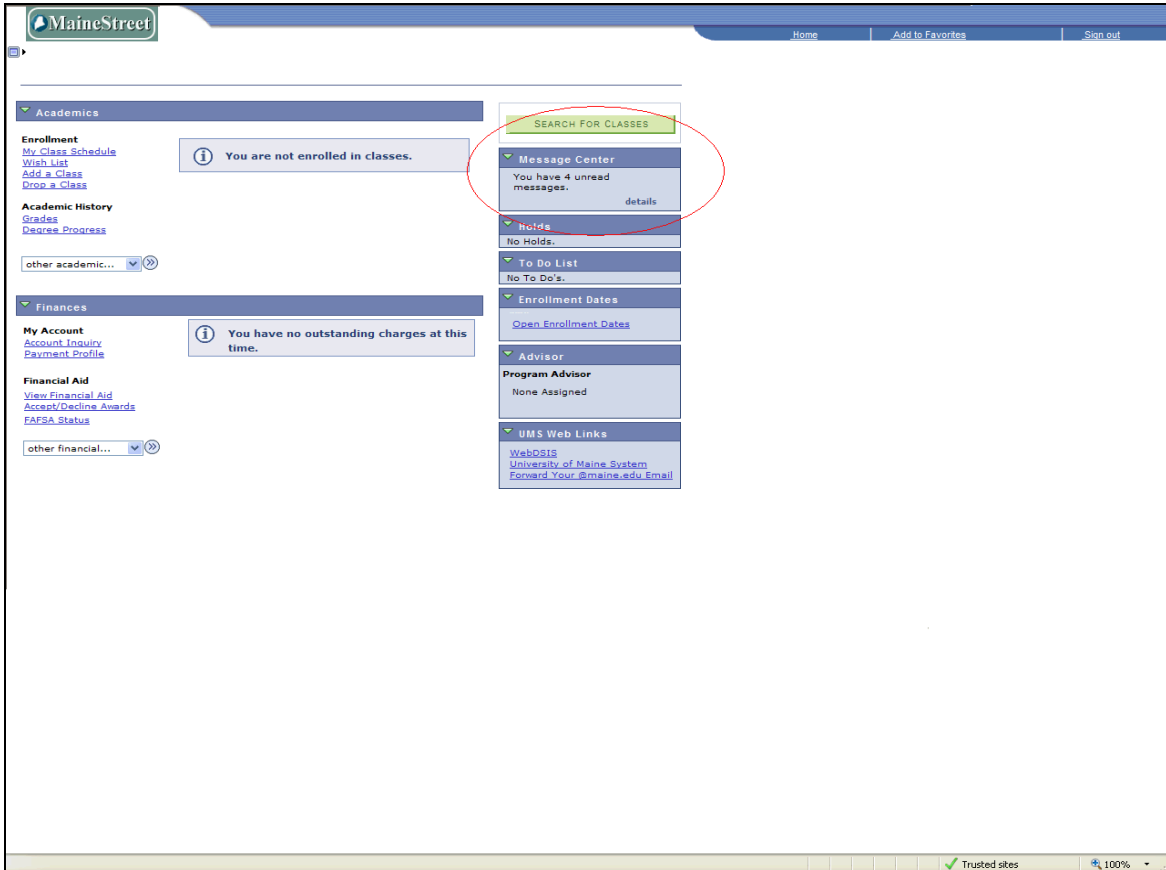 MaineStreet
Home
Add to Favorites
Sign out
Academics
Enrollment
My Class Schedule
Wish List
Add a Class
Drop a Class
Academic History
Grades
Degree Progress
other academic...
You are not enrolled in classes.
Finances
My Account
Account Inquiry
Payment Profile
Financial Aid
View Financial Aid
Accept/Decline Awards
FAFSA Status
other financial...
You have no outstanding charges at this
time.
SEARCH FOR CLASSES
Message Center
You have 4 unread
messages.
details
Holds
No Holds.
To Do List
No To Do's.
Enrollment Dates
Open Enrollment Dates
Advisor
Program Advisor
None Assigned
UMS Web Links
WebDSIS
University of Maine System
Forward Your @maine.edu Email
Trusted sites
100%